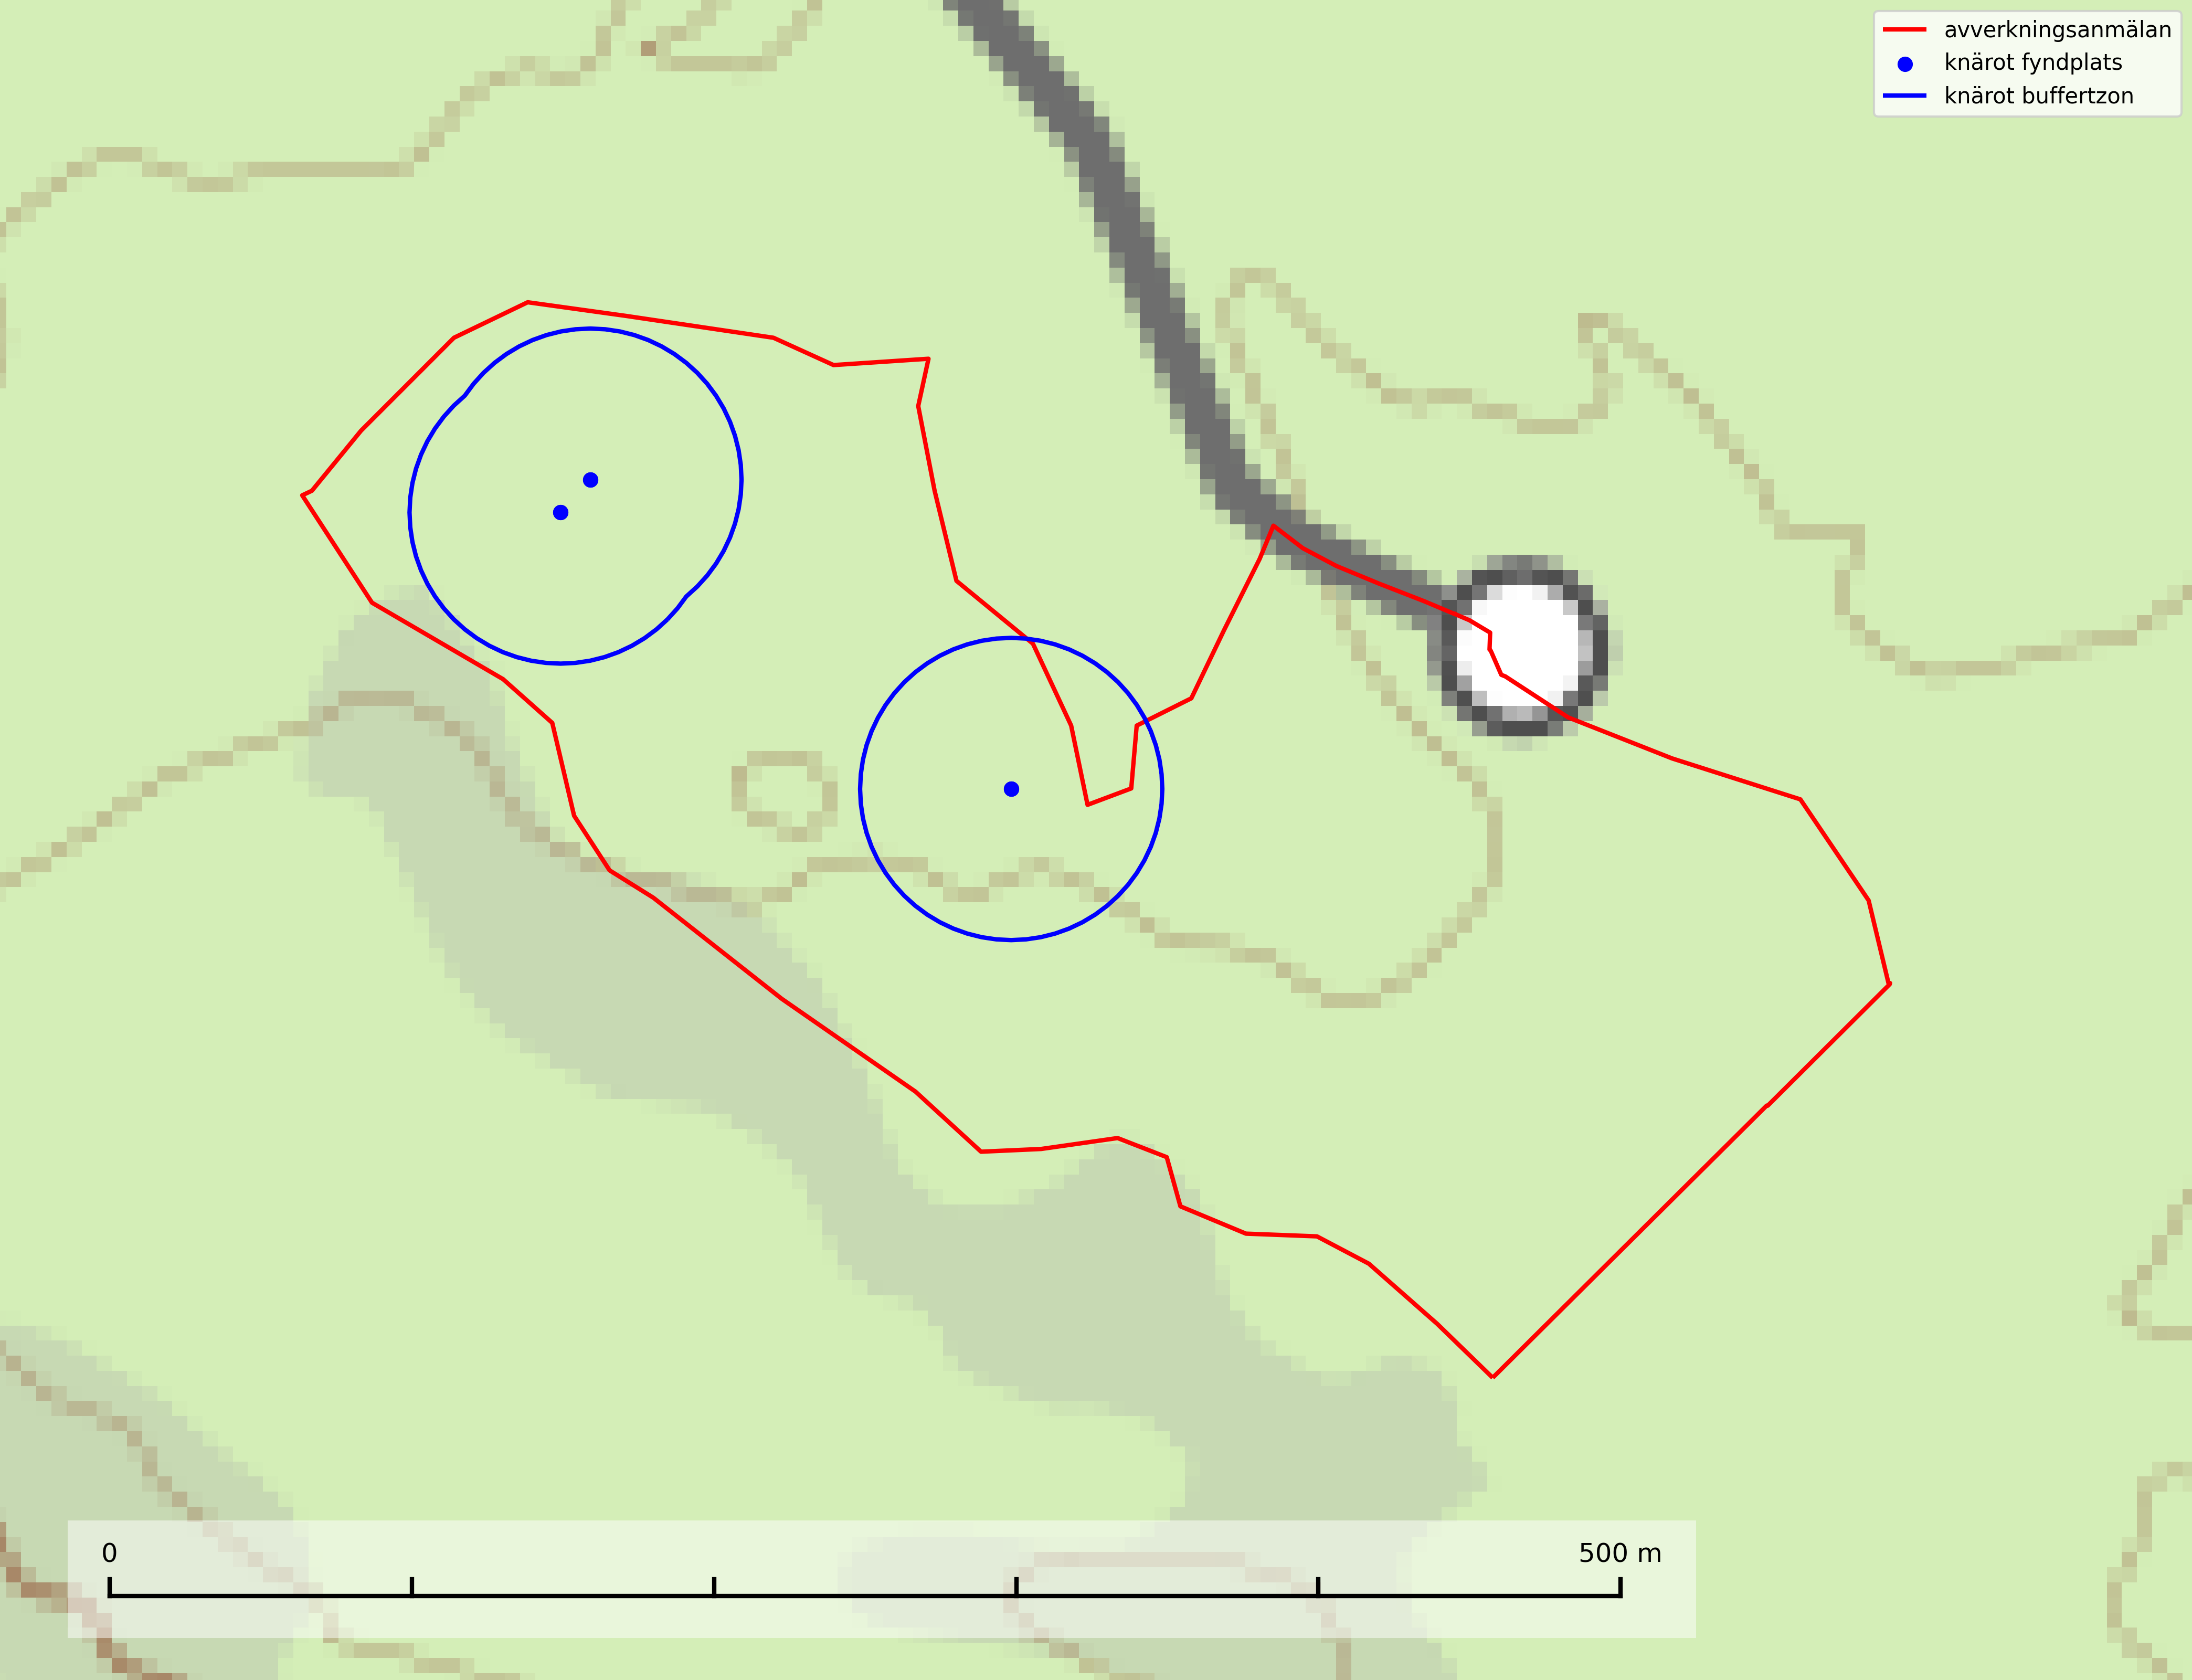 avverkningsanmälan
knärot fyndplats
knärot buffertzon
0 500 m